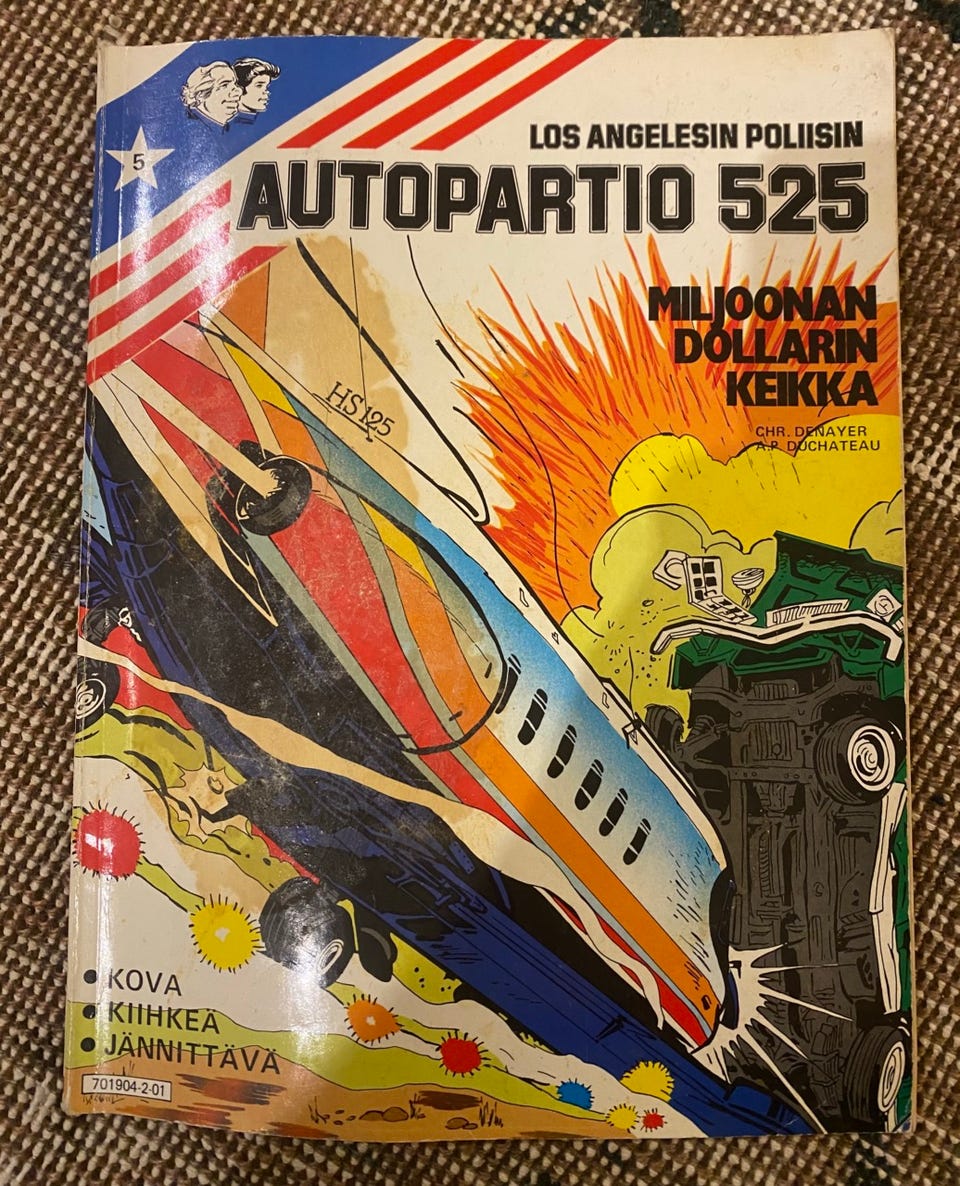 5
LOS ANGELESIN POLIISIN
AUTOPARTIO 525
MILJOONAN
DOLLARIN
KEIKKA
CHR. DENAYER
A.P. DUCHATEAU
HS125
• KOVA
• KIIHKEÄ
• JÄNNITTÄVÄ
701904-2-01